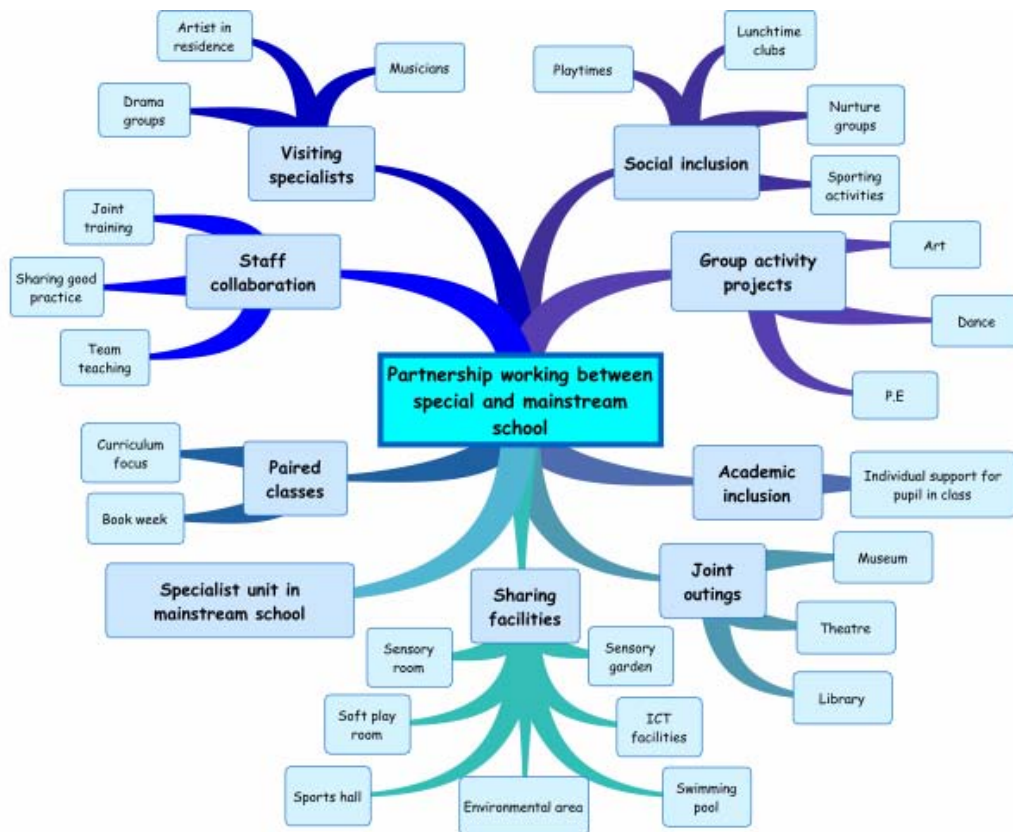 Artist in
residence
Musicians
Drama
groups
Visiting
specialists
Lunchtime
clubs
Playtimes
Nurture
groups
Social inclusion
Sporting
activities
Joint
training
Sharing good
practice
Team
teaching
Staff
collaboration
Group activity
projects
Art
Dance
P.E
Partnership working between
special and mainstream
school
Curriculum
focus
Book week
Paired
classes
Academic
inclusion
Individual support for
pupil in class
Specialist unit in
mainstream school
Sharing
facilities
Joint
outings
Museum
Theatre
Library
Sensory
room
Sensory
garden
Soft play
room
ICT
facilities
Sports hall
Environmental area
Swimming
pool